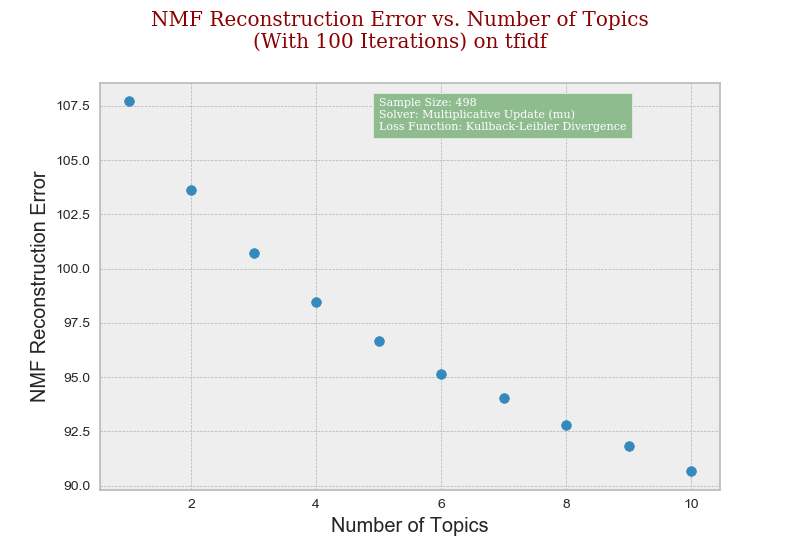 NMF Reconstruction Error vs. Number of Topics
(With 100 Iterations) on tfidf
Sample Size: 498
Solver: Multiplicative Update (mu)
Loss Function: Kullback-Leibler Divergence
NMF Reconstruction Error
107.5
105.0
102.5
100.0
97.5
95.0
92.5
90.0
2 4 6 8 10
Number of Topics